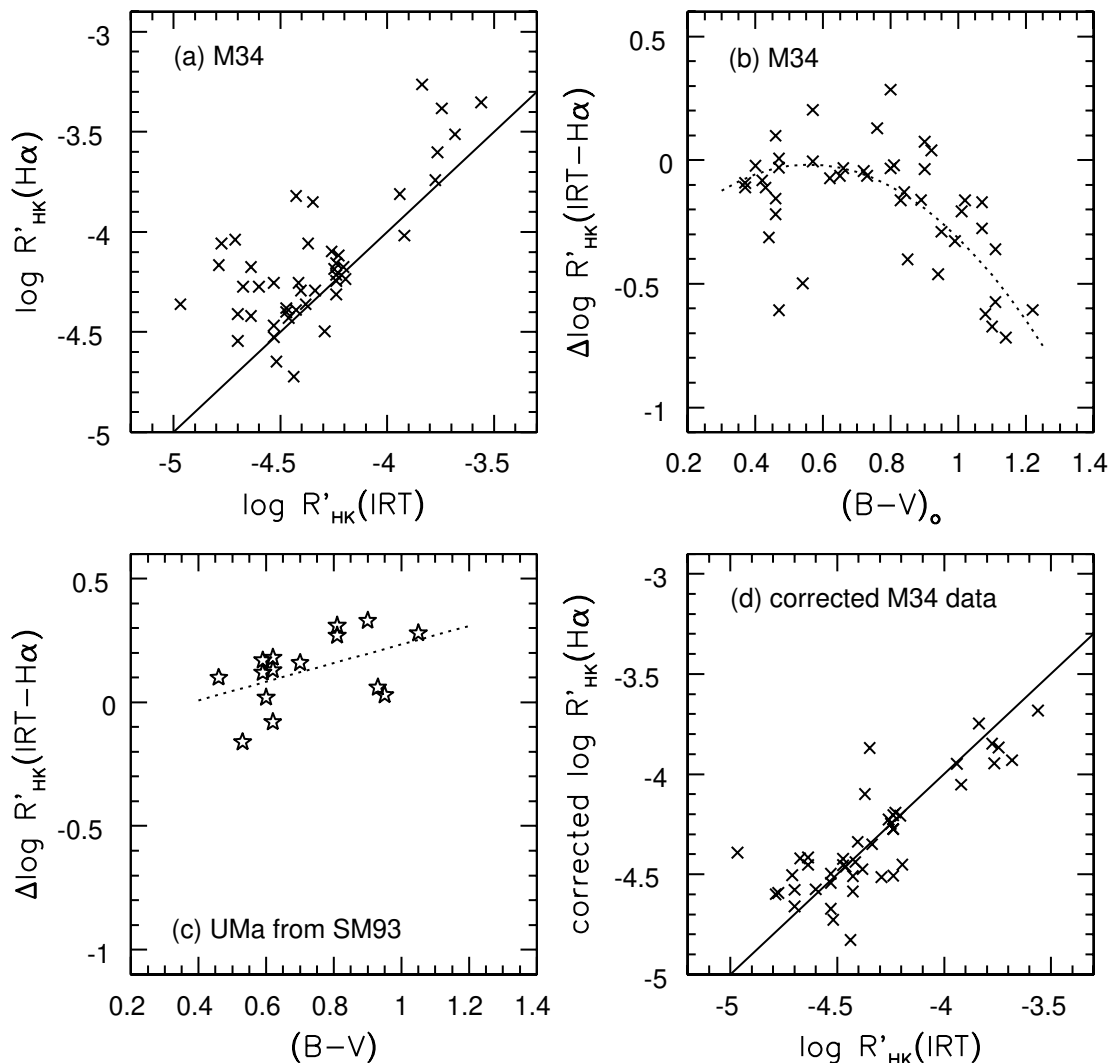 (a) M34
-3
-3.5
-4
-4.5
-5
log R'HK(Hα)
-5 -4.5 -4 -3.5
log R'HK(IRT)
(b) M34
0.5
0
-0.5
-1
Δlog R'HK(IRT−Hα)
0.2 0.4 0.6 0.8 1 1.2 1.4
(B−V)o
(c) UMa from SM93
0.5
0
-0.5
-1
Δlog R'HK(IRT−Hα)
0.2 0.4 0.6 0.8 1 1.2 1.4
(B−V)
(d) corrected M34 data
-3
-3.5
-4
-4.5
-5
corrected log R'HK(Hα)
-5 -4.5 -4 -3.5
log R'HK(IRT)